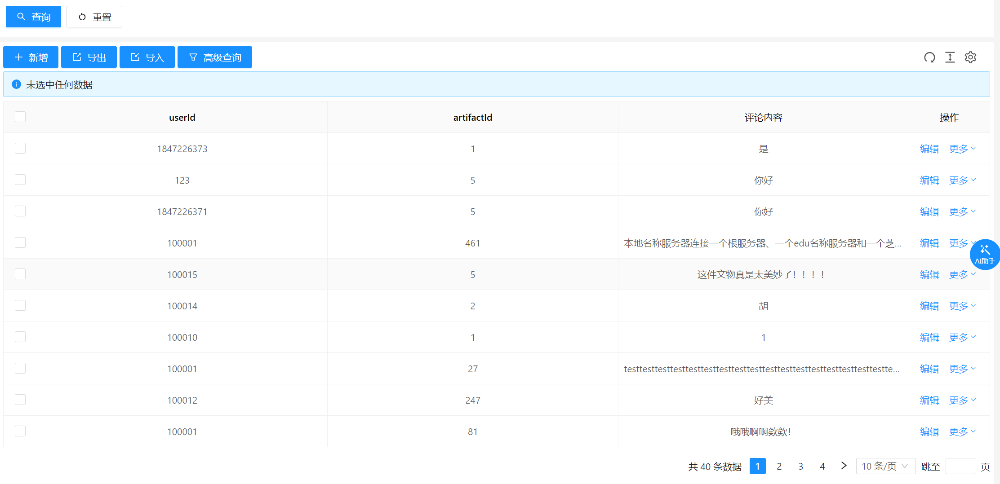 查询 重置
新增 导出 导入 高级查询
未选中任何数据
userId artifactId 评论内容 操作
1847226373 1 是 编辑 更多
123 5 你好 编辑 更多
1847226371 5 你好 编辑 更多
100001 461 本地名称服务器连接一个根服务器、一个edu名称服务器和一个芝... 编辑 更多
AI助手
100015 5 这件文物真是太美妙了！！！！ 编辑 更多
100014 2 胡 编辑 更多
100010 1 1 编辑 更多
100001 27 testtesttesttesttesttesttesttesttesttesttesttesttesttesttesttesttesttestte... 编辑 更多
100012 247 好美 编辑 更多
100001 81 哦哦啊啊欸欸！ 编辑 更多
共 40 条数据 1 2 3 4 10 条/页 跳至 页